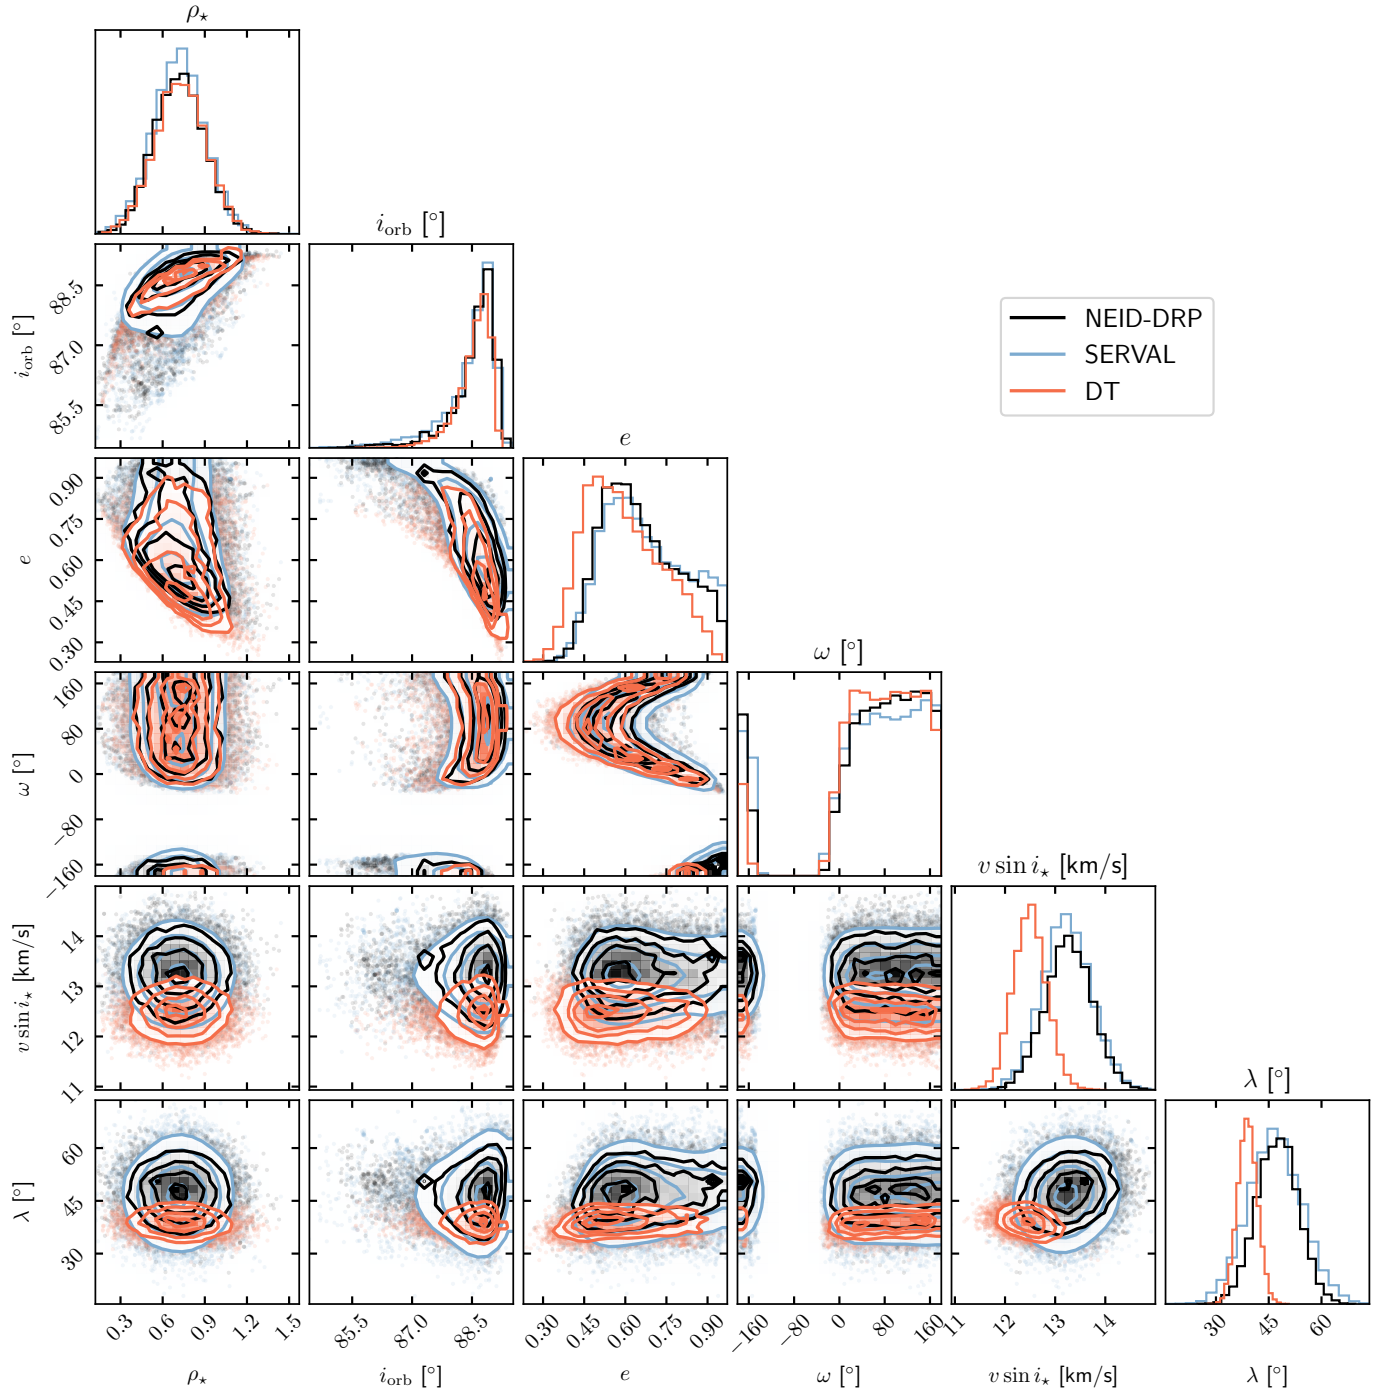 ρ⋆
i_orb [°]
88.5
87.0
85.5
i_orb [°]
NEID-DRP
SERVAL
DT
e
0.90
0.75
0.60
0.45
0.30
e
ω [°]
160
80
0
−80
−160
ω [°]
v sin i⋆ [km/s]
14
13
12
11
v sin i⋆ [km/s]
λ [°]
60
45
30
λ [°]
0.3 0.6 0.9 1.2 1.5 85.5 87.0 88.5 0.30 0.45 0.60 0.75 0.90 −160 −80 0 80 160 11 12 13 14 30 45 60
ρ⋆ i_orb [°] e ω [°] v sin i⋆ [km/s] λ [°]